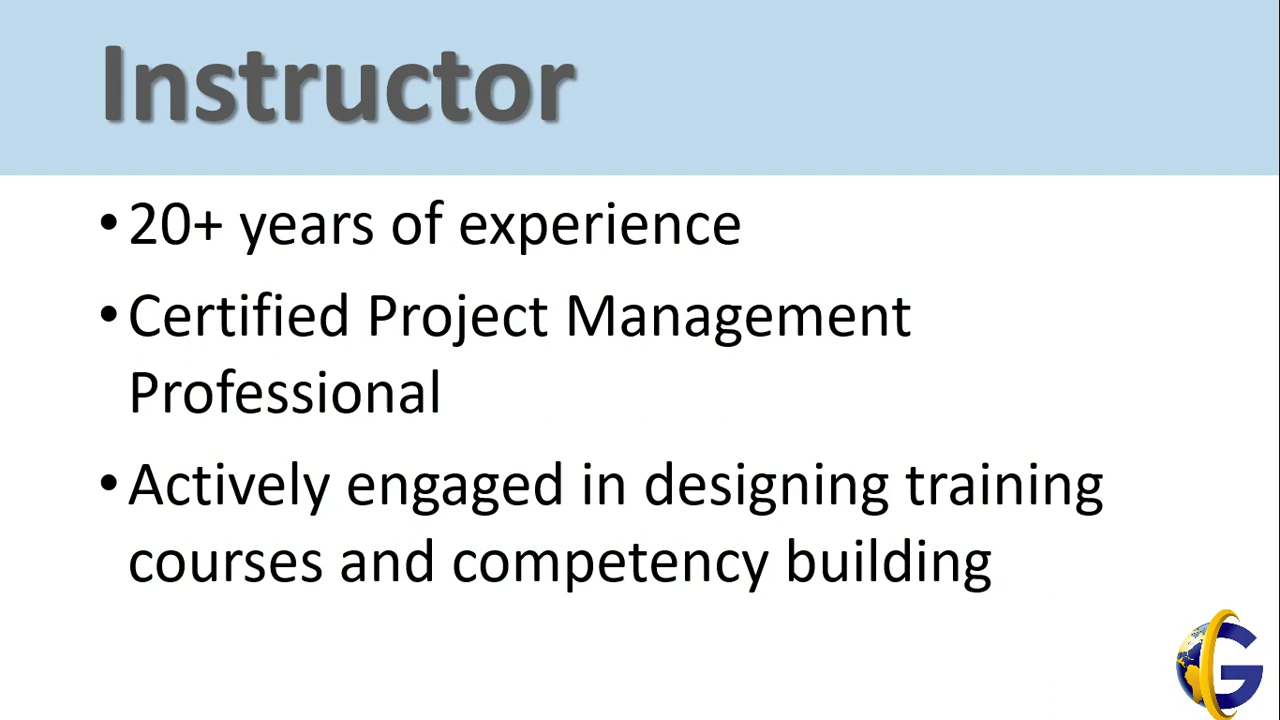 Instructor
•20+ years of experience
•Certified Project Management
Professional
•Actively engaged in designing training
courses and competency building
G